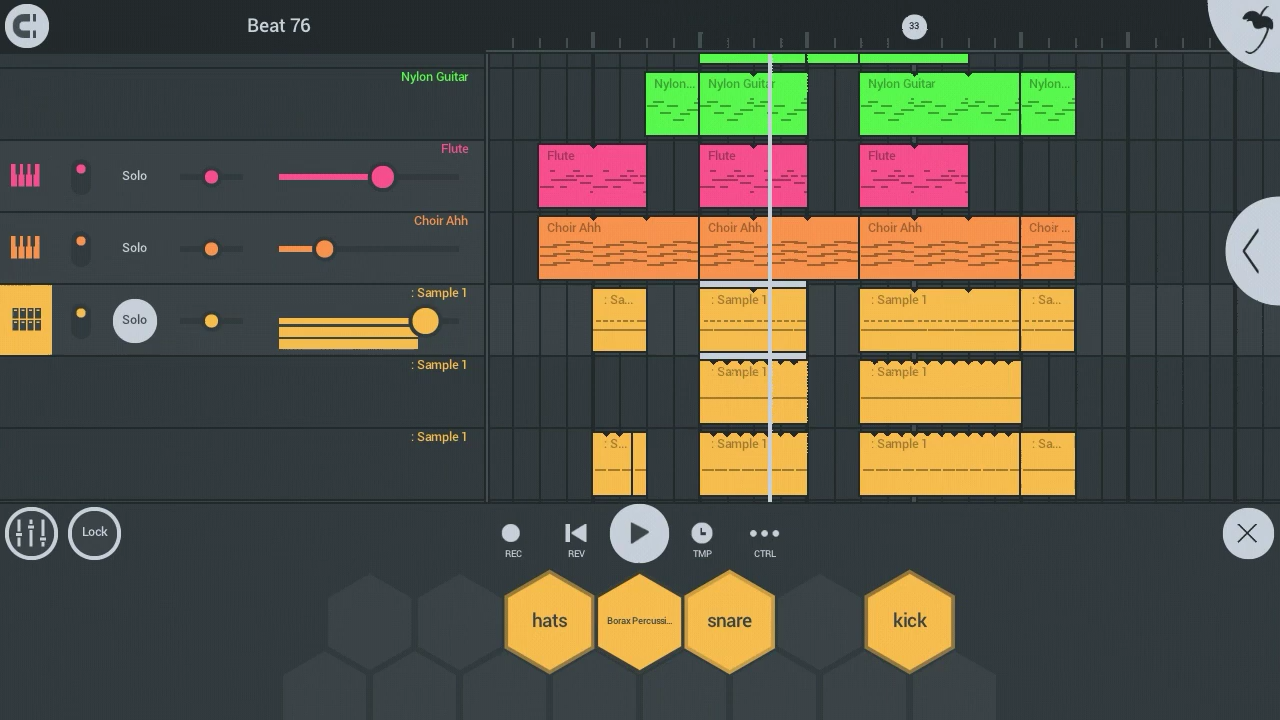 Beat 76
33
Nylon Guitar
Nylon... Nylon Guitar Nylon Guitar Nylon...
Flute
Solo
Flute Flute Flute
Choir Ahh
Solo
Choir Ahh Choir Ahh Choir Ahh Choir ...
: Sample 1
Solo
: Sa... : Sample 1 : Sample 1 : Sa...
: Sample 1
: Sample 1 : Sample 1
: Sample 1
: S... : Sample 1 : Sample 1 : Sa...
Lock
REC REV TMP CTRL
hats Borax Percussi... snare kick